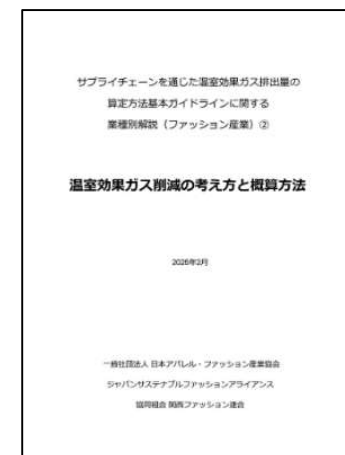 サプライチェーンを通じた温室効果ガス排出量の
算定方法基本ガイドラインに関する
業種別解説（ファッション産業）②
温室効果ガス削減の考え方と概算方法
2026年2月
一般社団法人 日本アパレル・ファッション産業協会
ジャパンサステナブルファッションアライアンス
協同組合 関西ファッション連合